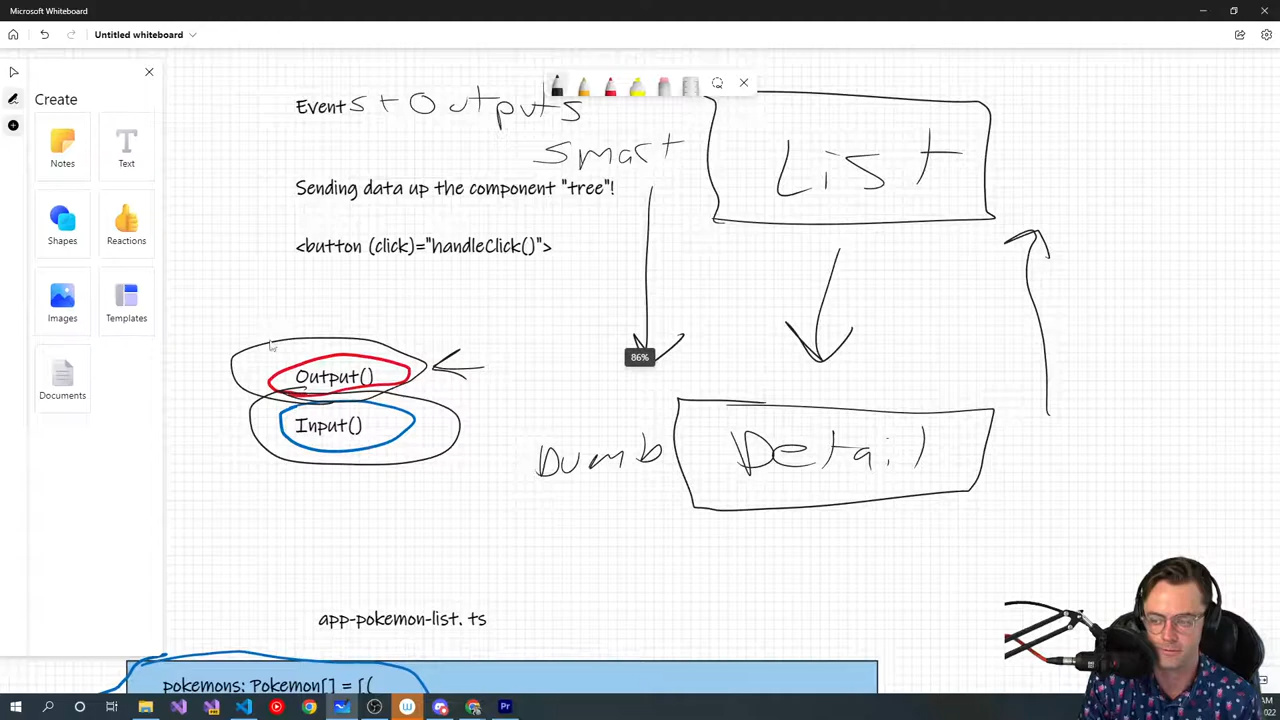 Microsoft Whiteboard
Untitled whiteboard
Create
Notes
Text
Shapes
Reactions
Images
Templates
Documents
Events + Outputs
smart
List
Sending data up the component "tree"!
<button (click)="handleClick()">
86%
Output()
Input()
Dumb
Detail
app-pokemon-list. ts
pokemons: Pokemon[] = [(